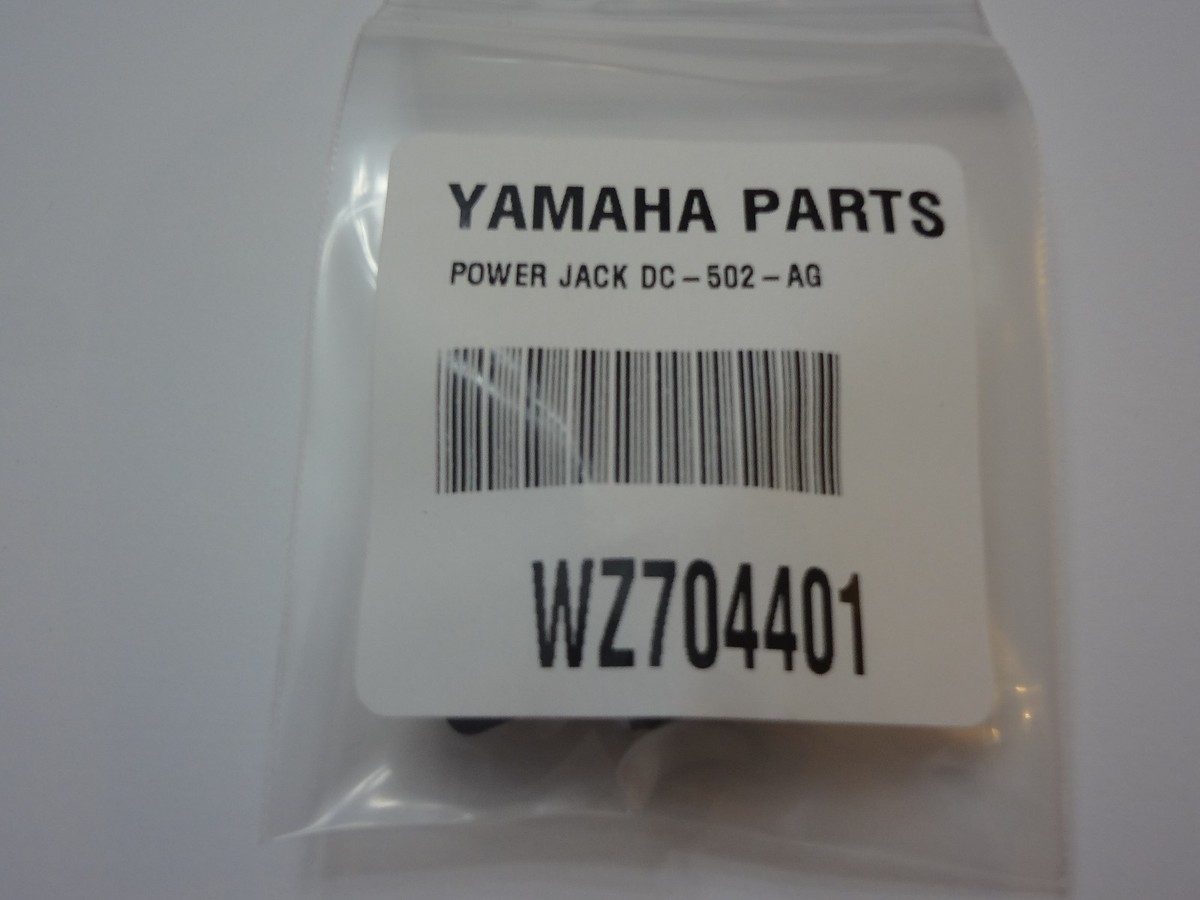 YAMAHA PARTS
POWER JACK DC-502-AG
WZ704401